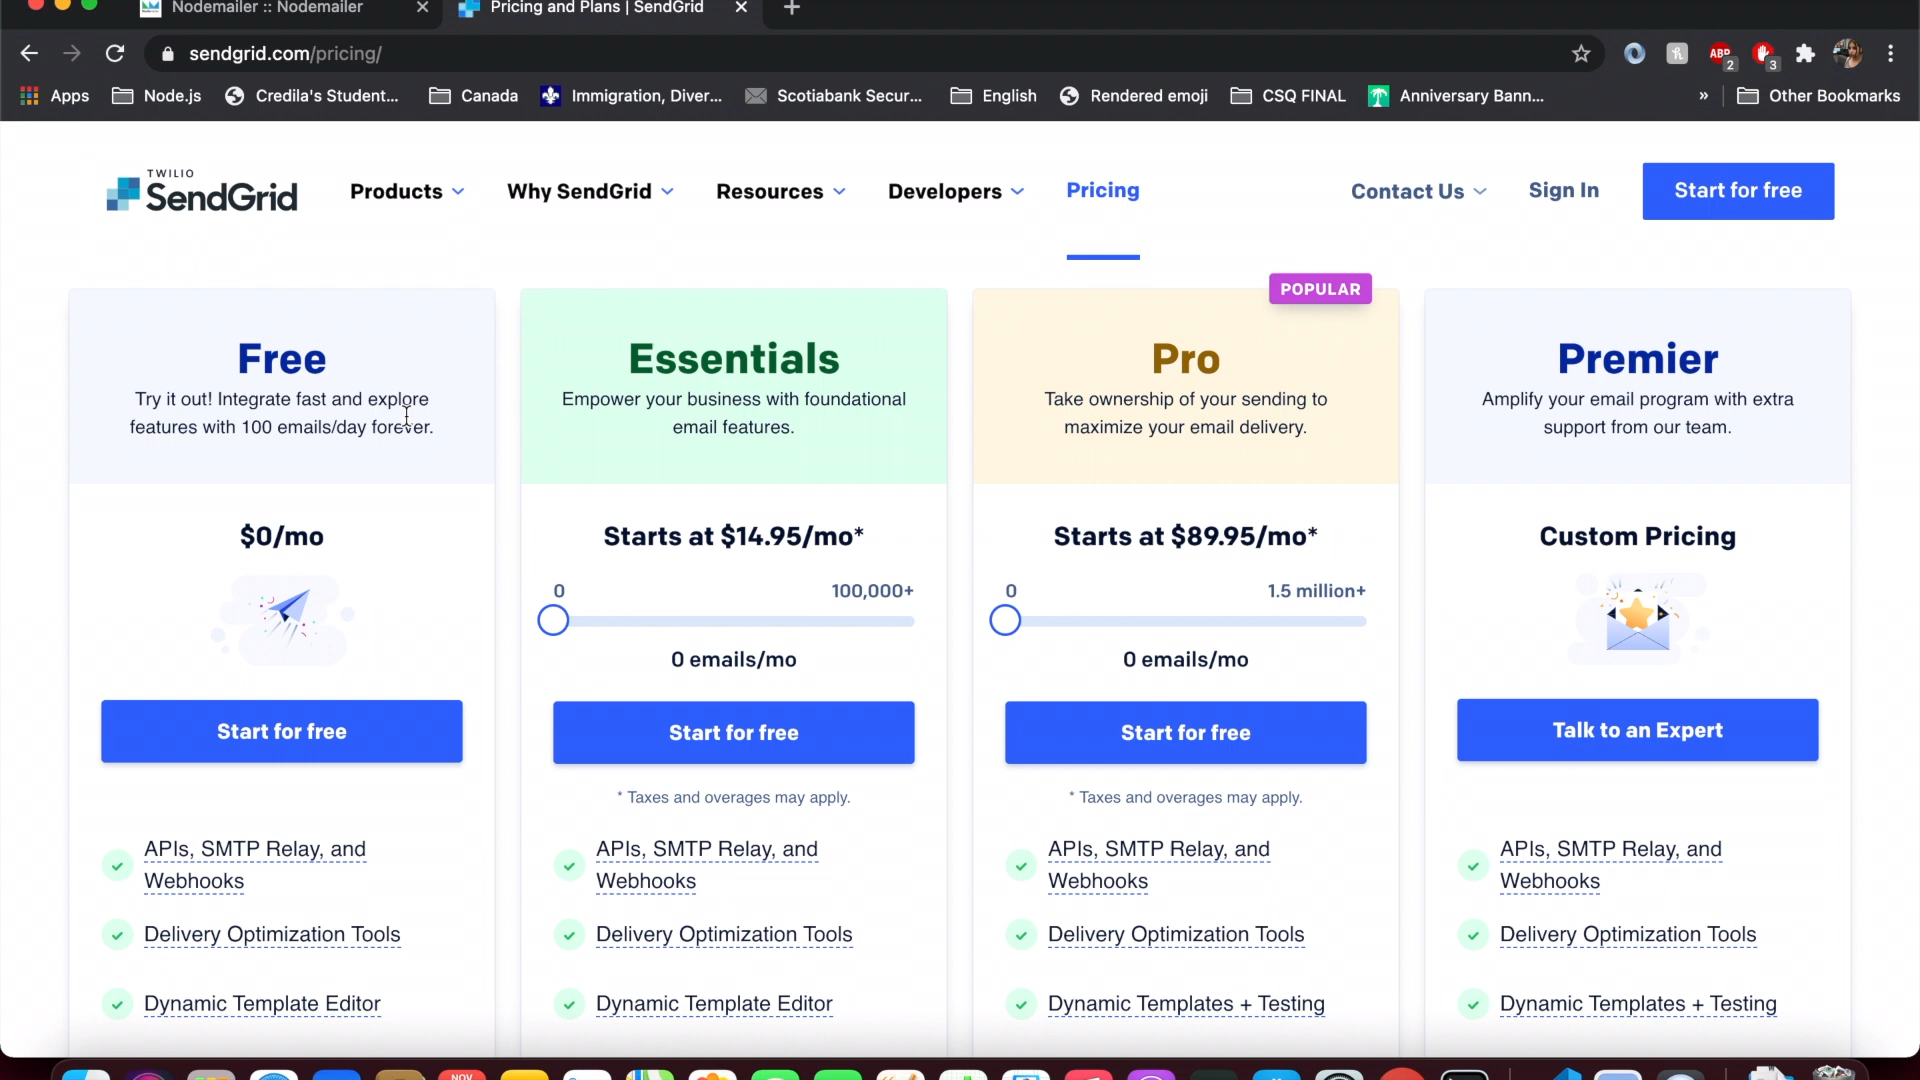 Nodemailer :: Nodemailer
Pricing and Plans | SendGrid
sendgrid.com/pricing/
ABP
2
3
Apps
Node.js
Credila's Student...
Canada
Immigration, Diver...
Scotiabank Secur...
English
Rendered emoji
CSQ FINAL
Anniversary Bann...
»
Other Bookmarks
TWILIO
SendGrid
Products
Why SendGrid
Resources
Developers
Pricing
Contact Us
Sign In
Start for free
Free
Try it out! Integrate fast and explore
features with 100 emails/day forever.
$0/mo
Start for free
APIs, SMTP Relay, and
Webhooks
Delivery Optimization Tools
Dynamic Template Editor
Essentials
Empower your business with foundational
email features.
Starts at $14.95/mo*
0 100,000+
0 emails/mo
Start for free
* Taxes and overages may apply.
APIs, SMTP Relay, and
Webhooks
Delivery Optimization Tools
Dynamic Template Editor
POPULAR
Pro
Take ownership of your sending to
maximize your email delivery.
Starts at $89.95/mo*
0 1.5 million+
0 emails/mo
Start for free
* Taxes and overages may apply.
APIs, SMTP Relay, and
Webhooks
Delivery Optimization Tools
Dynamic Templates + Testing
Premier
Amplify your email program with extra
support from our team.
Custom Pricing
Talk to an Expert
APIs, SMTP Relay, and
Webhooks
Delivery Optimization Tools
Dynamic Templates + Testing
NOV